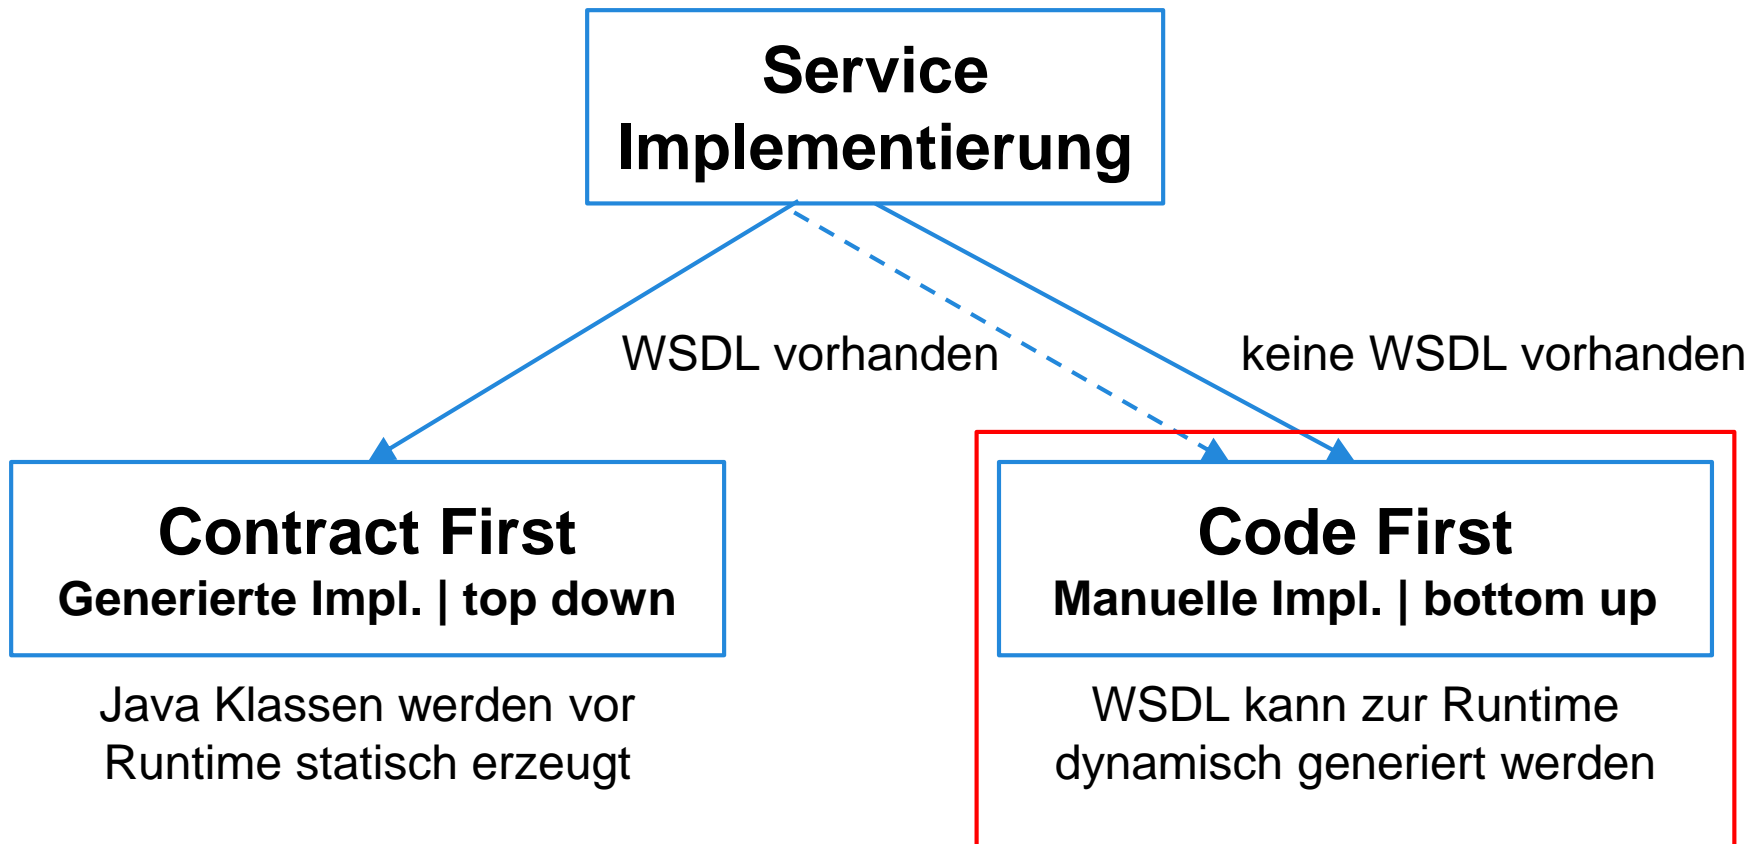 Service
Implementierung
WSDL vorhanden
keine WSDL vorhanden
Contract First
Generierte Impl. | top down
Code First
Manuelle Impl. | bottom up
Java Klassen werden vor
Runtime statisch erzeugt
WSDL kann zur Runtime
dynamisch generiert werden